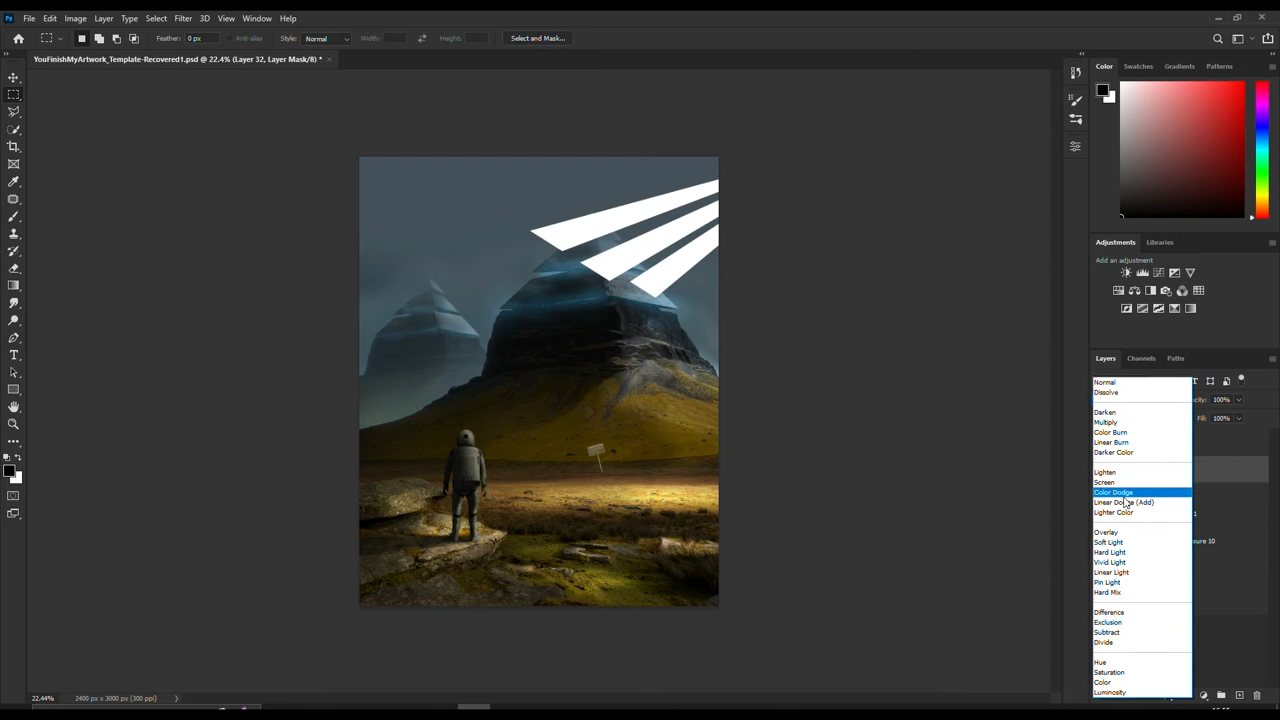 Ps File Edit Image Layer Type Select Filter 3D View Window Help
Feather: 0 px Anti-alias Style: Normal Width: Height: Select and Mask...
YouFinishMyArtwork_Template-Recovered1.psd @ 22.4% (Layer 32, Layer Mask/8) *
Color Swatches Gradients Patterns
Adjustments Libraries
Add an adjustment
Layers Channels Paths
Normal
Dissolve
Darken
Multiply
Color Burn
Linear Burn
Darker Color
Lighten
Screen
Color Dodge
Linear Dodge (Add)
Lighter Color
Overlay
Soft Light
Hard Light
Vivid Light
Linear Light
Pin Light
Hard Mix
Difference
Exclusion
Subtract
Divide
Hue
Saturation
Color
Luminosity
acity: 100%
Fill: 100%
1
sure 10
22.44% 2400 px x 3000 px (300 ppi)